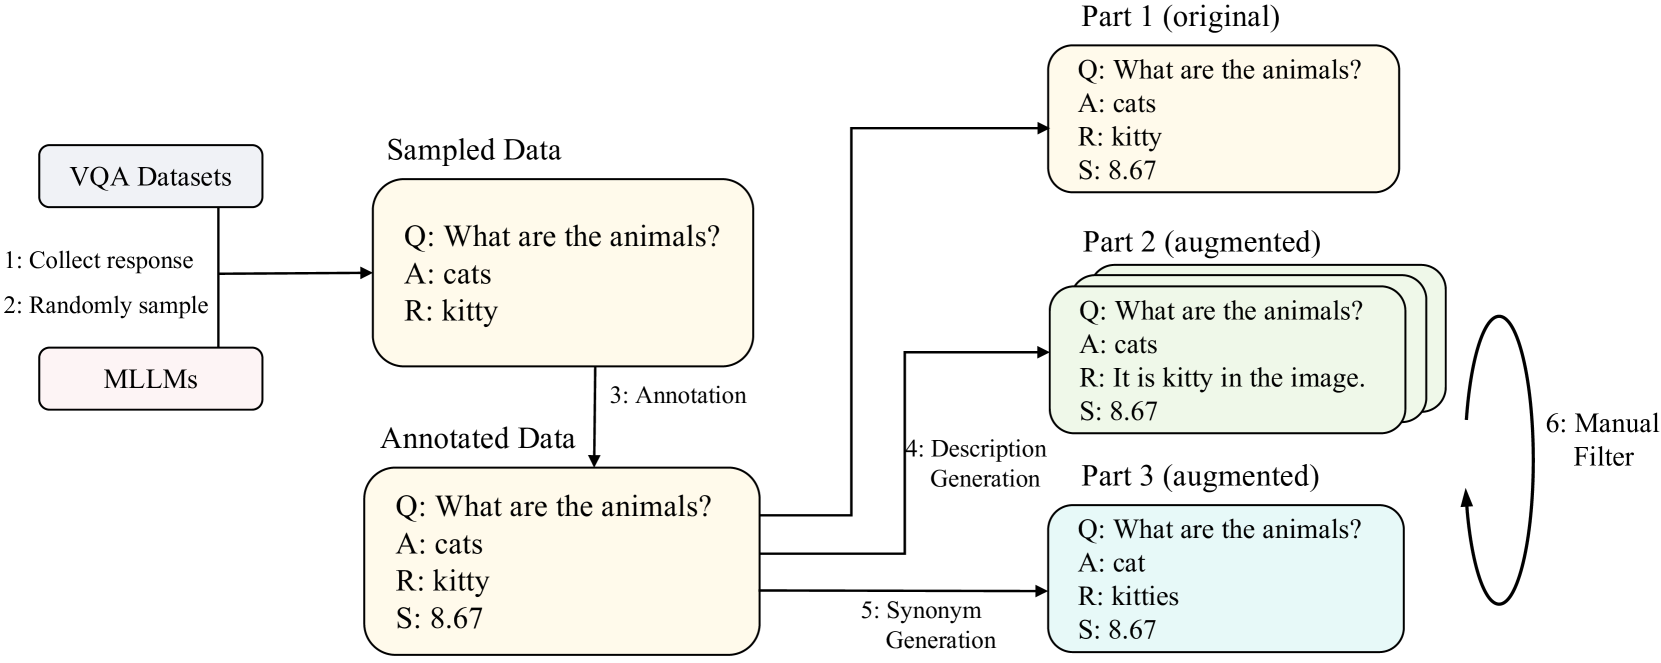 VQA Datasets
1: Collect response
2: Randomly sample
MLLMs
Sampled Data
Q: What are the animals?
A: cats
R: kitty
3: Annotation
Annotated Data
Q: What are the animals?
A: cats
R: kitty
S: 8.67
4: Description
Generation
5: Synonym
Generation
Part 1 (original)
Q: What are the animals?
A: cats
R: kitty
S: 8.67
Part 2 (augmented)
Q: What are the animals?
A: cats
R: It is kitty in the image.
S: 8.67
Part 3 (augmented)
Q: What are the animals?
A: cat
R: kitties
S: 8.67
6: Manual
Filter